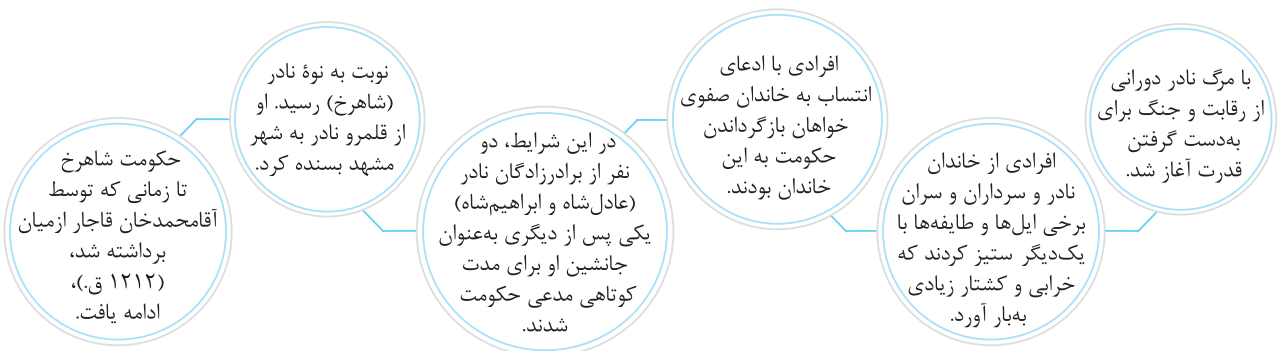 با مرگ نادر دورانی
از رقابت و جنگ برای
به‌دست گرفتن
قدرت آغاز شد.
افرادی از خاندان
نادر و سرداران و سران
برخی ایل‌ها و طایفه‌ها با
یک‌دیگر ستیز کردند که
خرابی و کشتار زیادی
به‌بار آورد.
افرادی با ادعای
انتساب به خاندان صفوی
خواهان بازگرداندن
حکومت به این
خاندان بودند.
در این شرایط، دو
نفر از برادرزادگان نادر
(عادل‌شاه و ابراهیم‌شاه)
یکی پس از دیگری به‌عنوان
جانشین او برای مدت
کوتاهی مدعی حکومت
شدند.
نوبت به نوۀ نادر
(شاهرخ) رسید. او
از قلمرو نادر به شهر
مشهد بسنده کرد.
حکومت شاهرخ
تا زمانی که توسط
آقامحمدخان قاجار ازمیان
برداشته شد،
(۱۲۱۲ ق.)،
ادامه یافت.